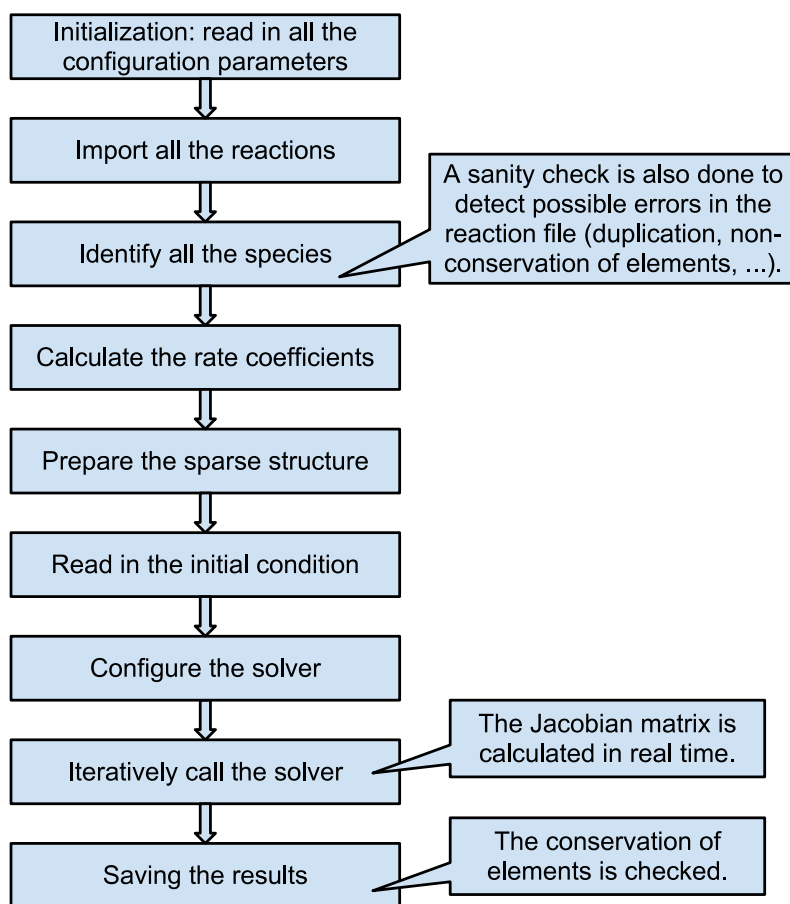 Initialization: read in all the
configuration parameters
Import all the reactions
A sanity check is also done to
detect possible errors in the
reaction file (duplication, non-
conservation of elements, ...).
Identify all the species
Calculate the rate coefficients
Prepare the sparse structure
Read in the initial condition
Configure the solver
The Jacobian matrix is
calculated in real time.
Iteratively call the solver
The conservation of
elements is checked.
Saving the results